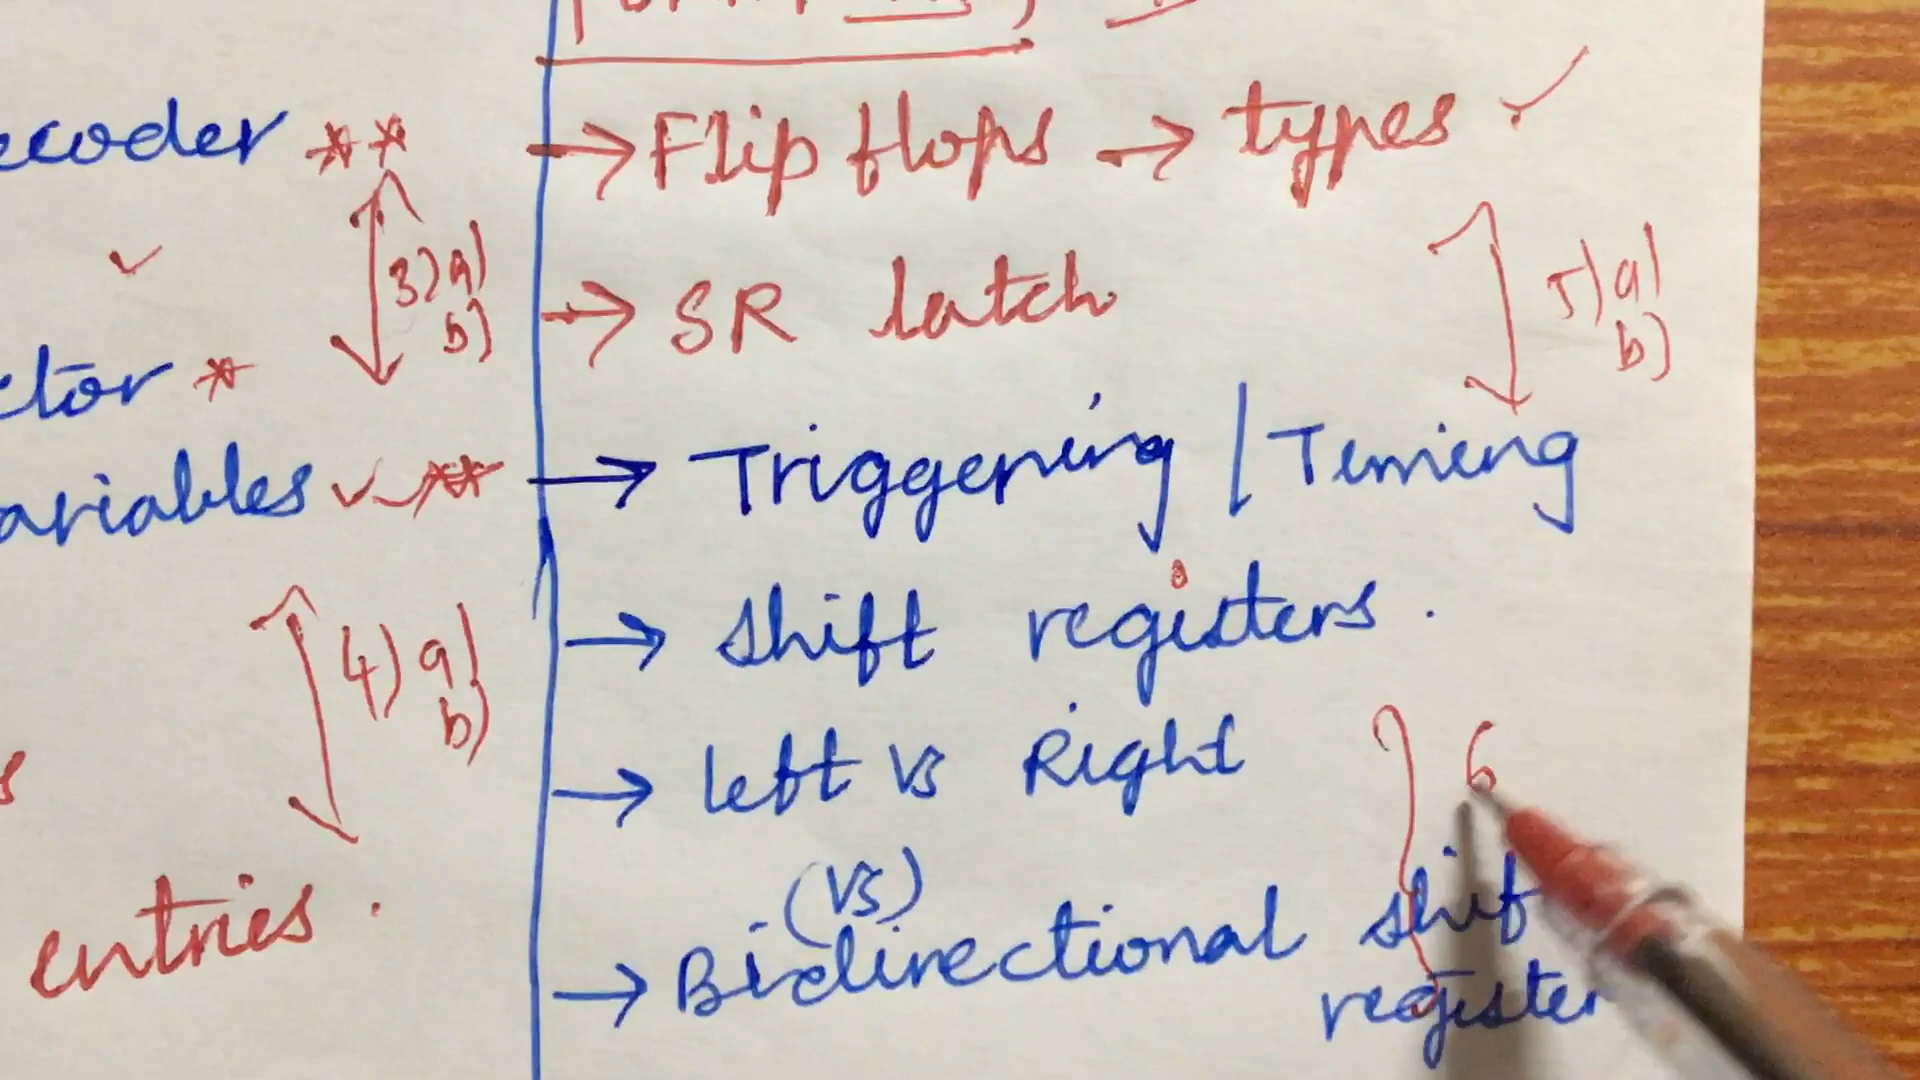 ecoder **
3) a)
b)
ctor *
ariables **
4) a)
b)
s
entries.
→ Flip flops → types ✓
→ SR latch
5) a)
b)
→ Triggering | Timing
→ Shift registers.
→ left vs Right
6
(vs)
→ Bidirectional shift
register